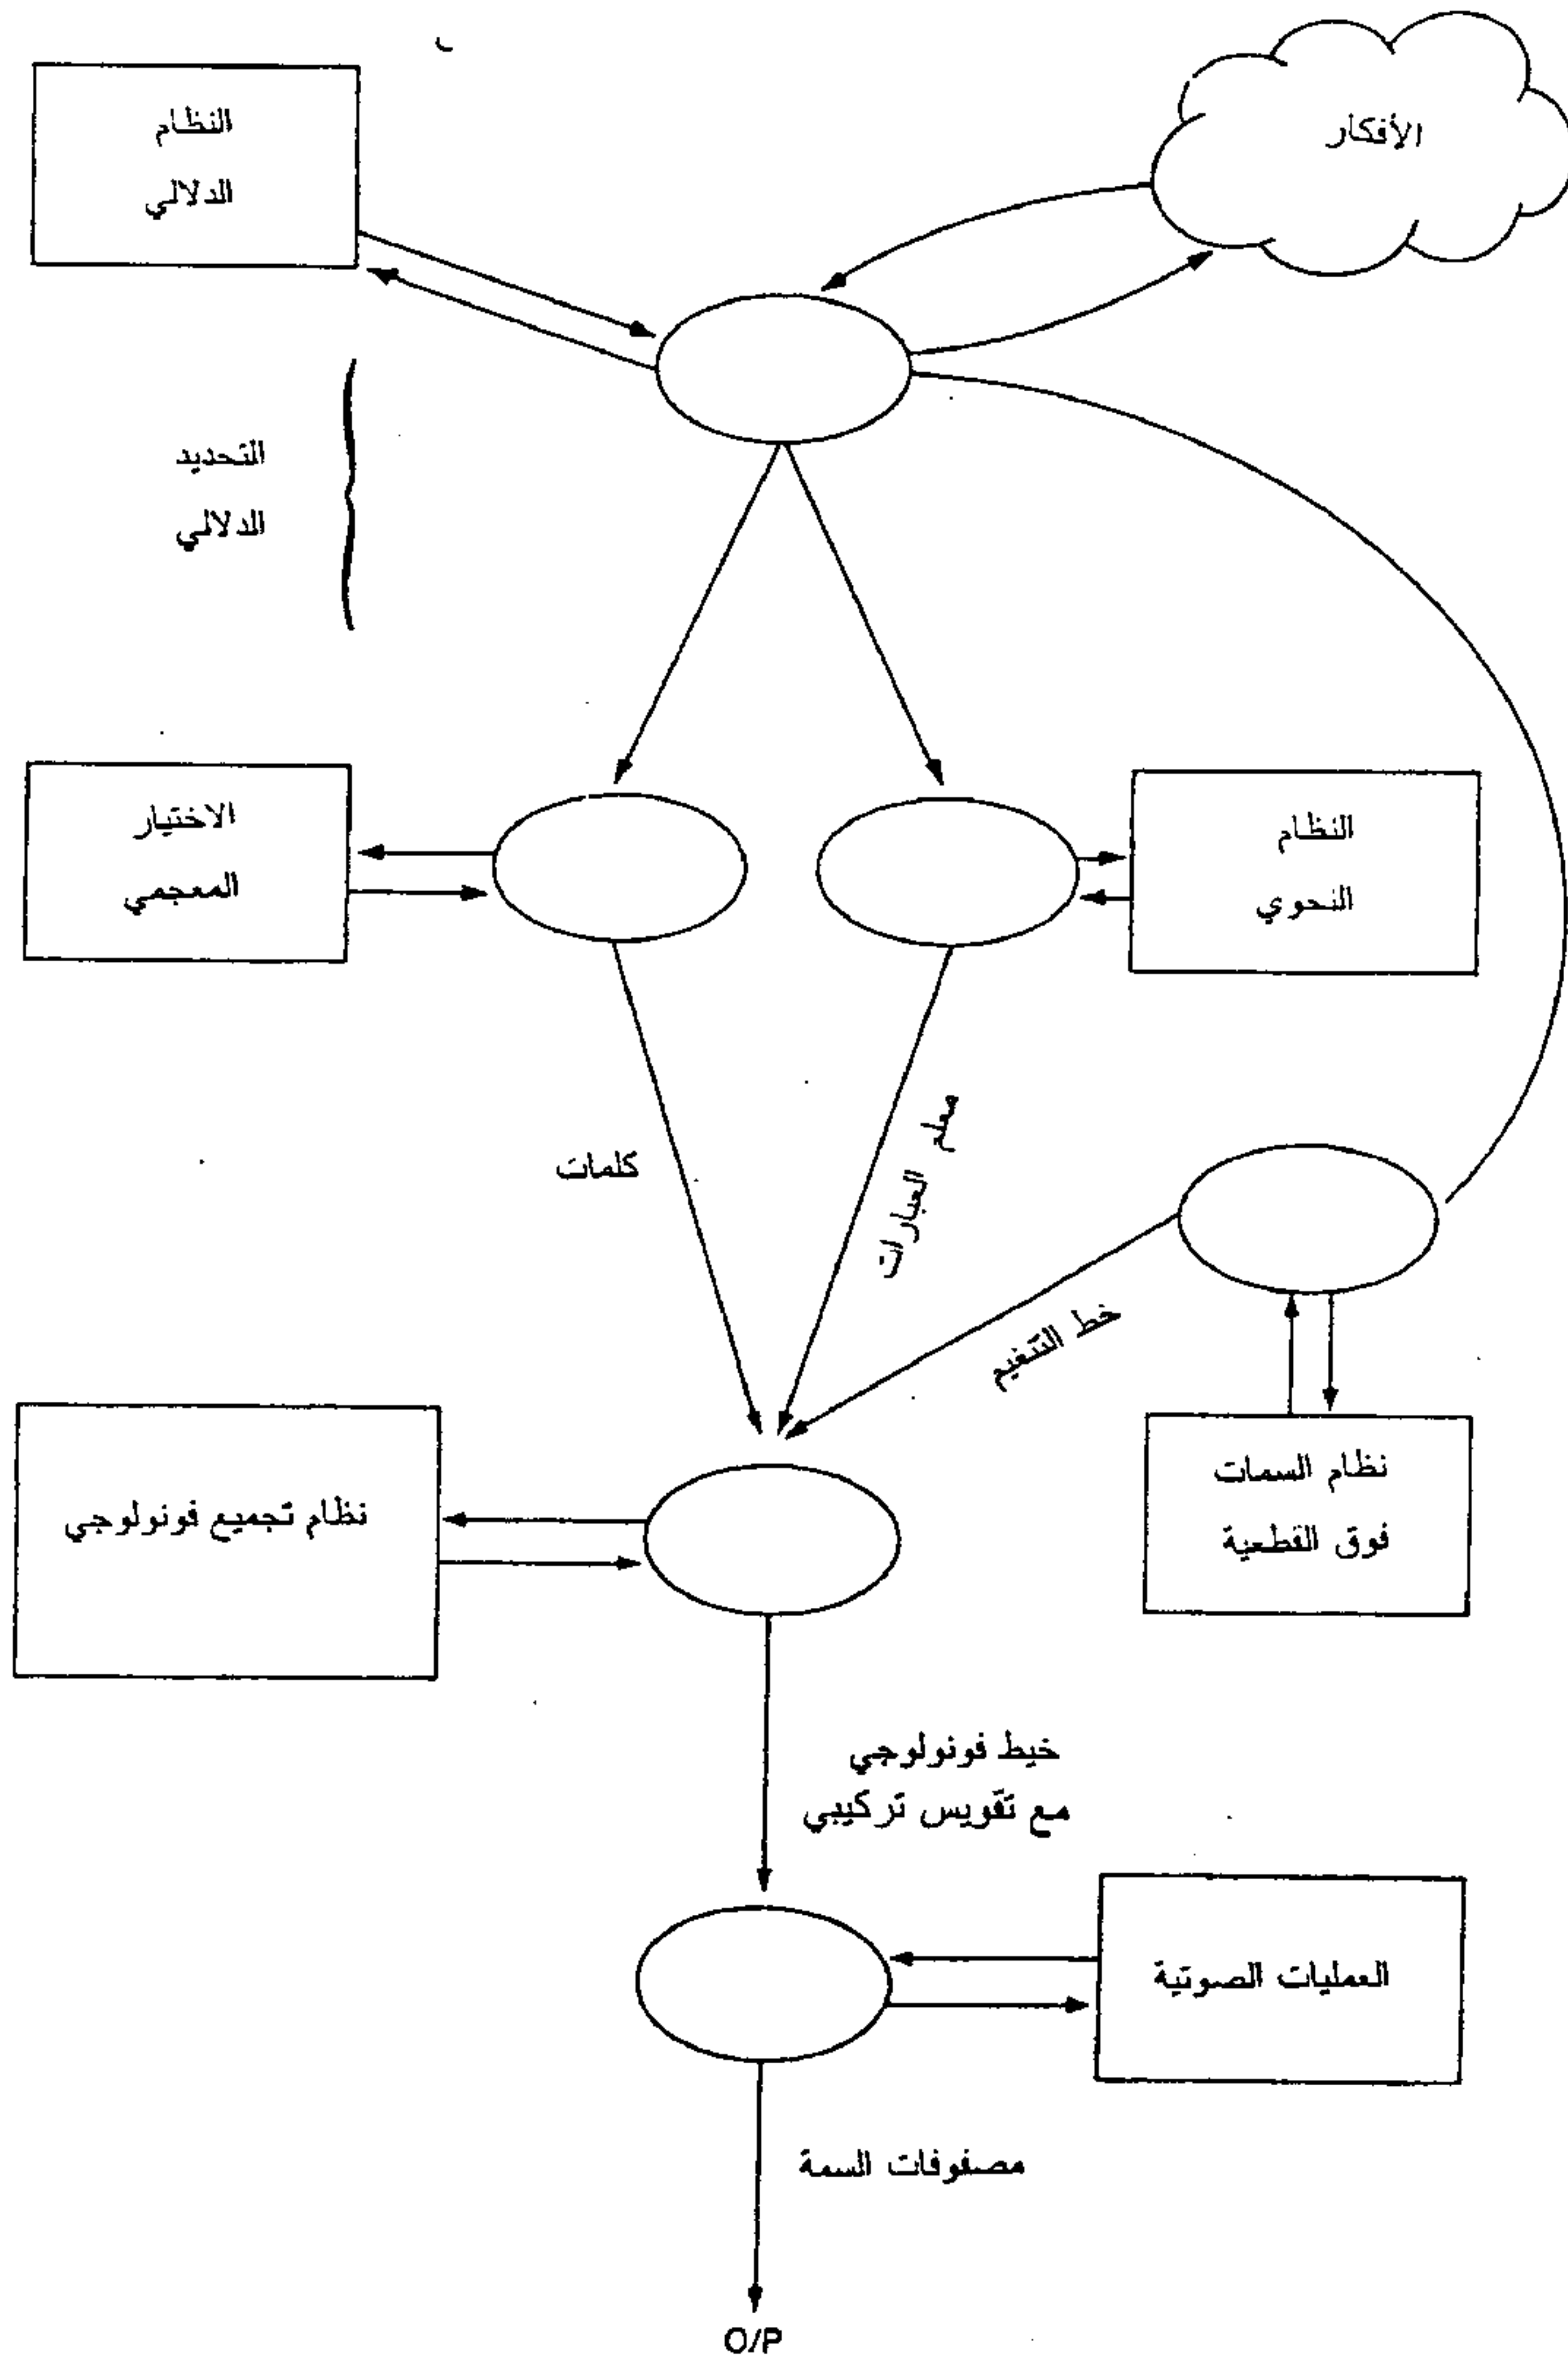 الأفكار
النظام
الدلالي
التحديد
الدلالي
النظام
النحوي
الاختيار
المعجمي
معلم العبارات
كلمات
خط التنغيم
نظام السمات
فوق القطعية
نظام تجميع فونولوجي
خيط فونولوجي
مع تقويس تركيبي
العمليات الصوتية
مصفوفات السمة
O/P